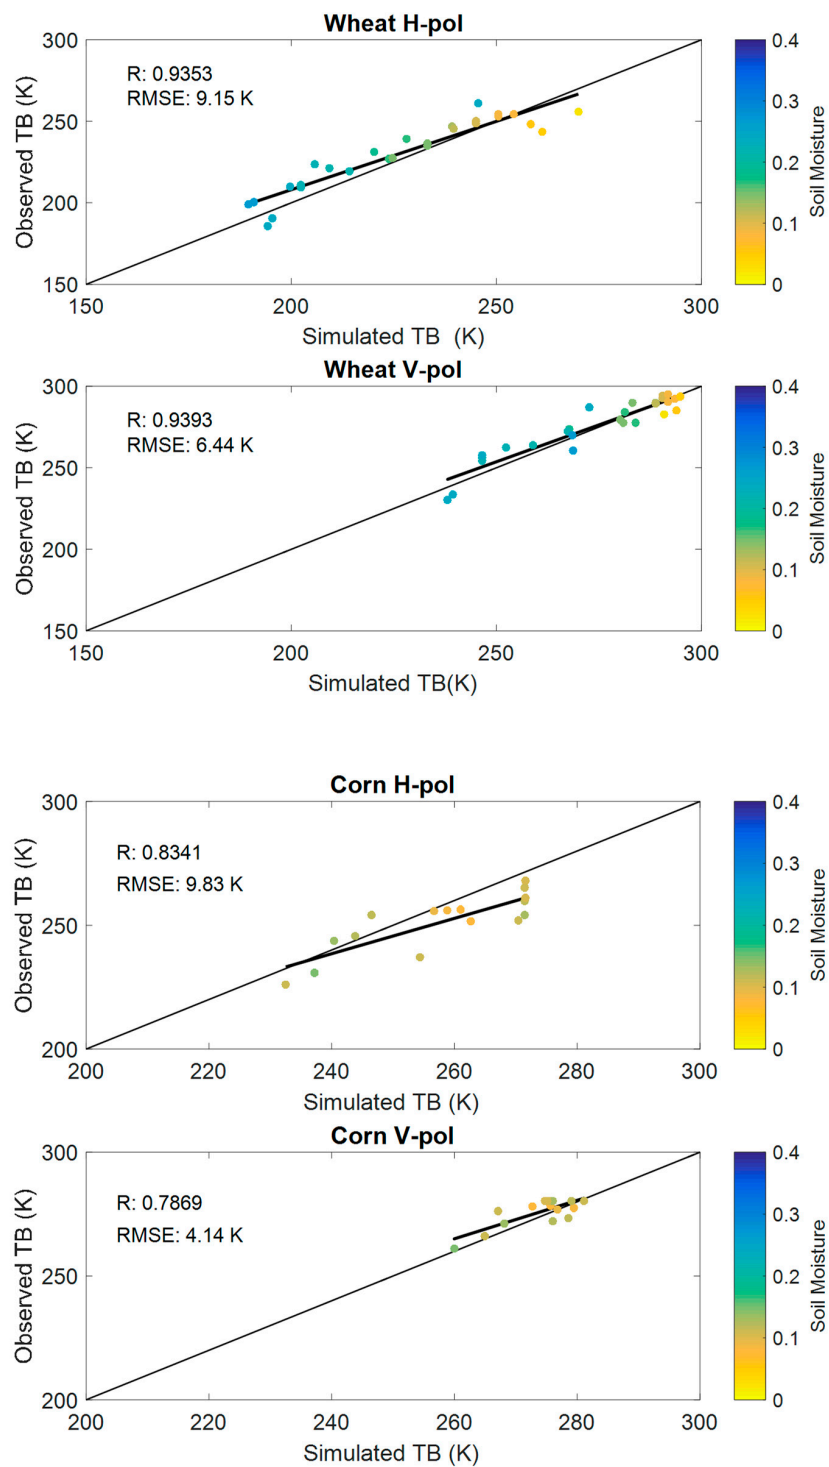 Wheat H-pol
R: 0.9353
RMSE: 9.15 K
300
250
200
150
Observed TB (K)
150
200
250
300
Simulated TB (K)
0.4
0.3
0.2
0.1
0
Soil Moisture
Wheat V-pol
R: 0.9393
RMSE: 6.44 K
300
250
200
150
Observed TB (K)
150
200
250
300
Simulated TB(K)
0.4
0.3
0.2
0.1
0
Soil Moisture
Corn H-pol
R: 0.8341
RMSE: 9.83 K
300
250
200
Observed TB (K)
200
220
240
260
280
300
Simulated TB (K)
0.4
0.3
0.2
0.1
0
Soil Moisture
Corn V-pol
R: 0.7869
RMSE: 4.14 K
300
250
200
Observed TB (K)
200
220
240
260
280
300
Simulated TB (K)
0.4
0.3
0.2
0.1
0
Soil Moisture